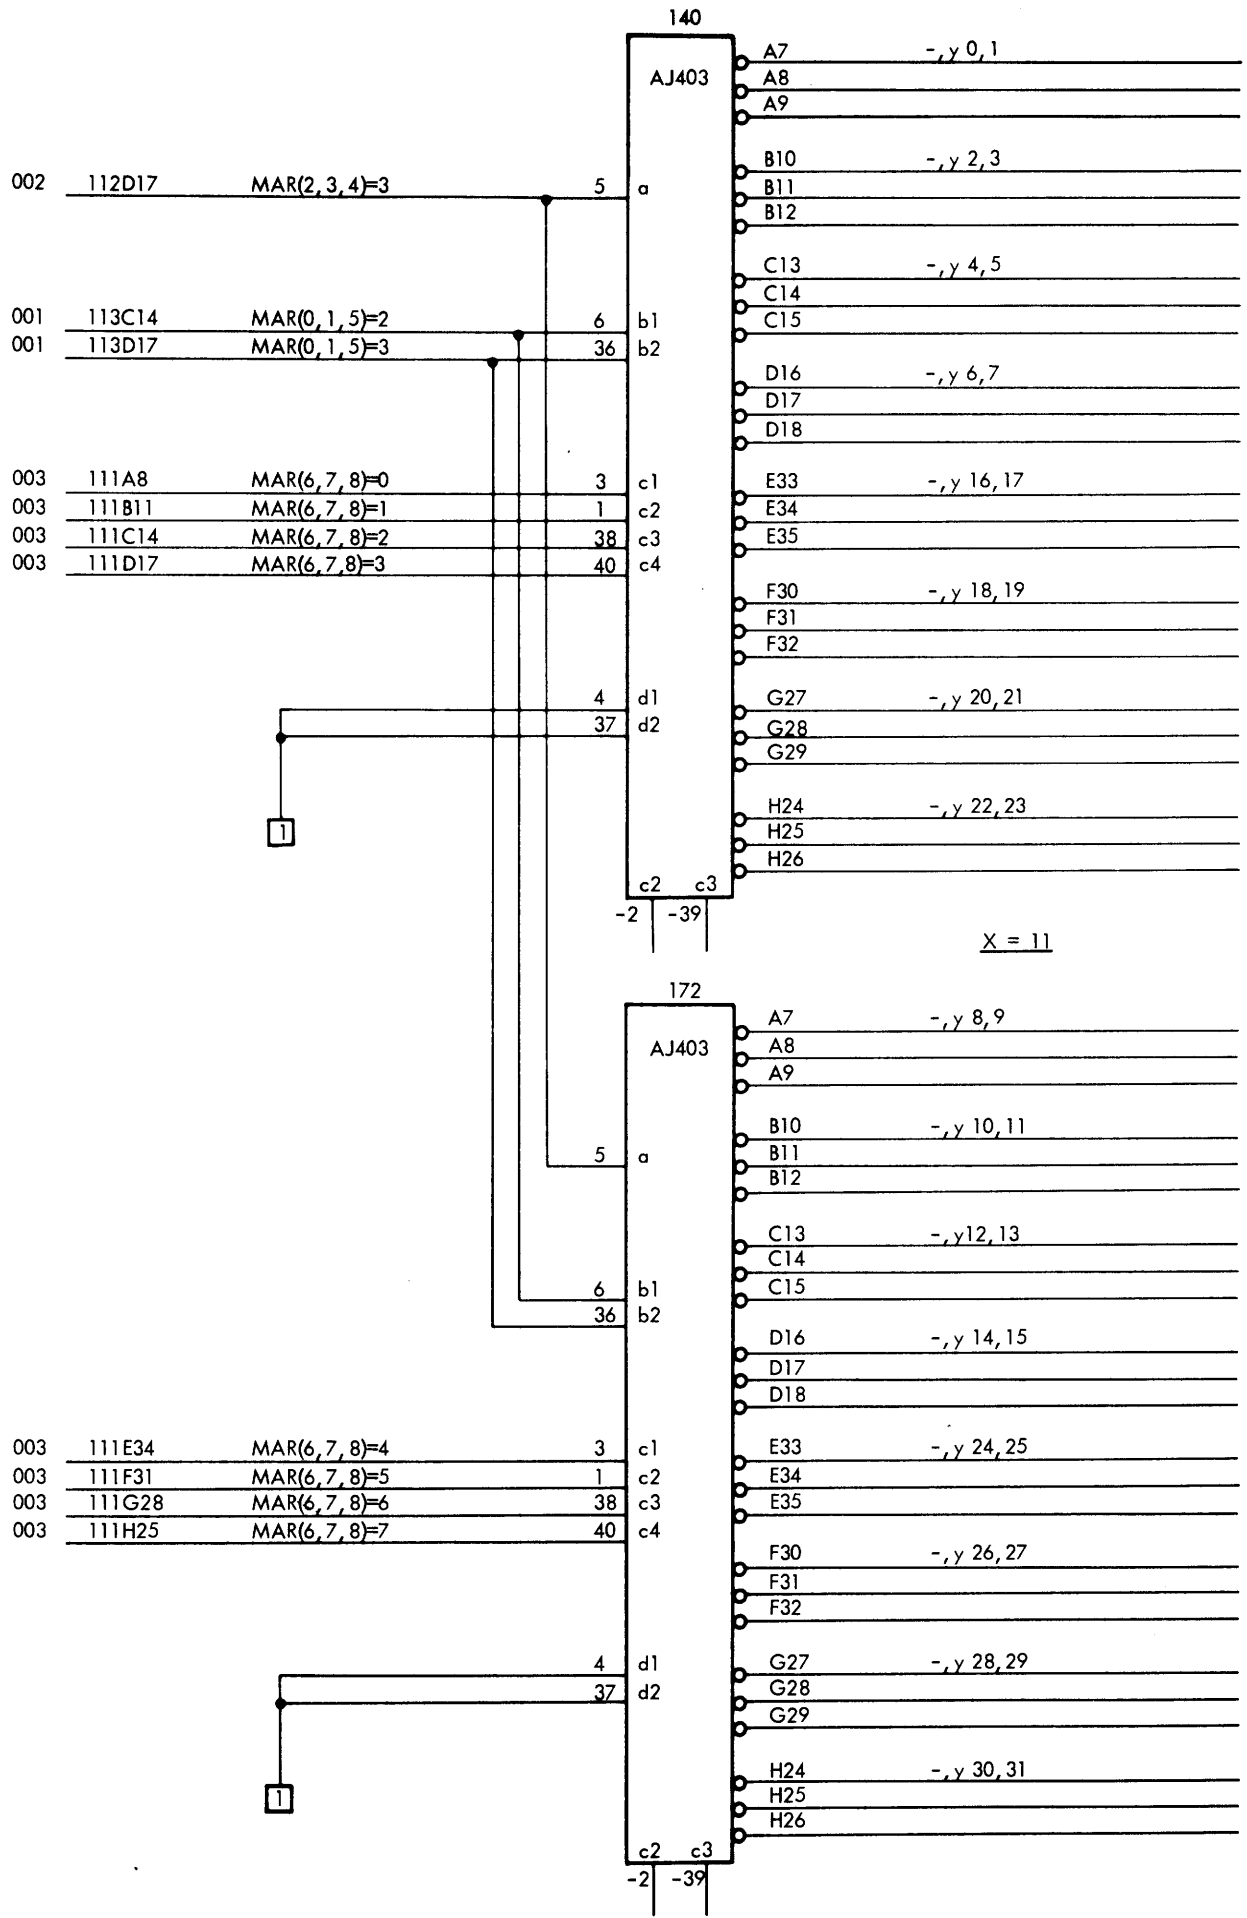 140
AJ403
A7 -, y 0, 1
A8
A9
B10 -, y 2, 3
002 112D17 MAR(2, 3, 4)=3 5 a B11
B12
C13 -, y 4, 5
C14
001 113C14 MAR(0, 1, 5)=2 6 b1 C15
001 113D17 MAR(0, 1, 5)=3 36 b2
D16 -, y 6, 7
D17
D18
003 111A8 MAR(6, 7, 8)=0 3 c1 E33 -, y 16, 17
003 111B11 MAR(6, 7, 8)=1 1 c2 E34
003 111C14 MAR(6, 7, 8)=2 38 c3 E35
003 111D17 MAR(6, 7, 8)=3 40 c4
F30 -, y 18, 19
F31
F32
4 d1 G27 -, y 20, 21
37 d2 G28
G29
H24 -, y 22, 23
1 H25
H26
c2 c3
-2 -39
X = 11
172
AJ403
A7 -, y 8, 9
A8
A9
B10 -, y 10, 11
5 a B11
B12
C13 -, y12, 13
C14
6 b1 C15
36 b2
D16 -, y 14, 15
D17
D18
003 111E34 MAR(6, 7, 8)=4 3 c1 E33 -, y 24, 25
003 111F31 MAR(6, 7, 8)=5 1 c2 E34
003 111G28 MAR(6, 7, 8)=6 38 c3 E35
003 111H25 MAR(6, 7, 8)=7 40 c4
F30 -, y 26, 27
F31
F32
4 d1 G27 -, y 28, 29
37 d2 G28
G29
H24 -, y 30, 31
1 H25
H26
c2 c3
-2 -39